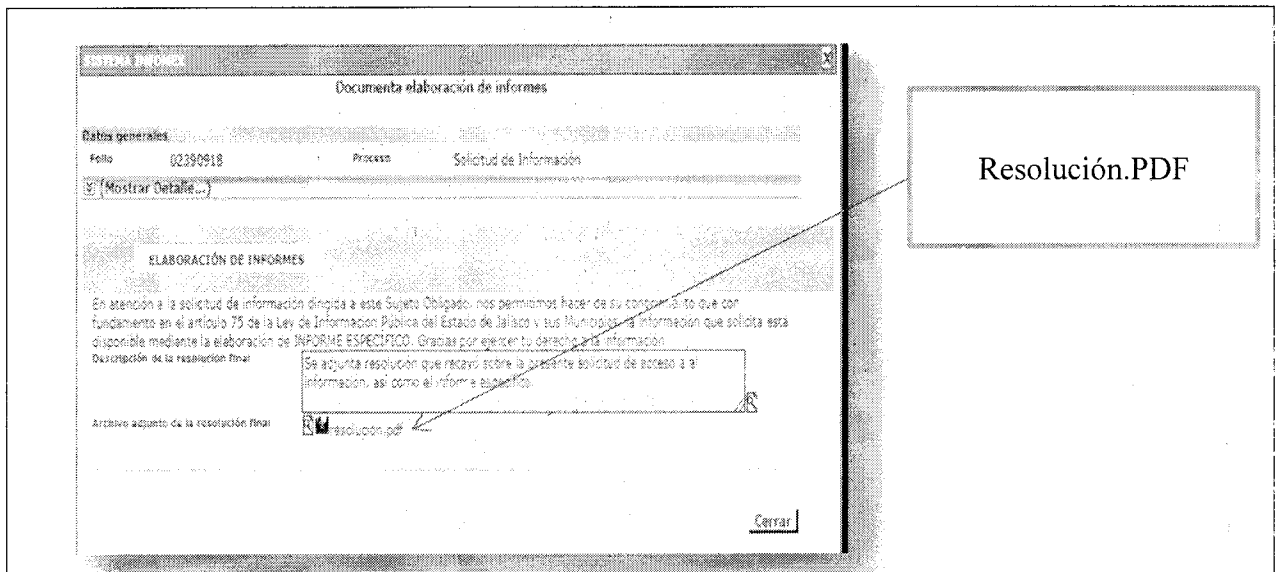 SISTEMA INFOMEX
Documenta elaboración de informes
Datos generales
Folio 02390918 Proceso Solicitud de Información
(Mostrar Detalle...)
ELABORACIÓN DE INFORMES
En atención a la solicitud de información dirigida a este Sujeto Obligado, nos permitimos hacer de su conocimiento que con
fundamento en el artículo 75 de la Ley de Información Pública del Estado de Jalisco y sus Municipios, la información que solicita está
disponible mediante la elaboración de INFORME ESPECÍFICO. Gracias por ejercer tu derecho a la información
Descripción de la resolución final
Se adjunta resolución que recayó sobre la presente solicitud de acceso a al
información, así como el informe específico.
Archivo adjunto de la resolución final
resolucion.pdf
Cerrar
Resolución.PDF